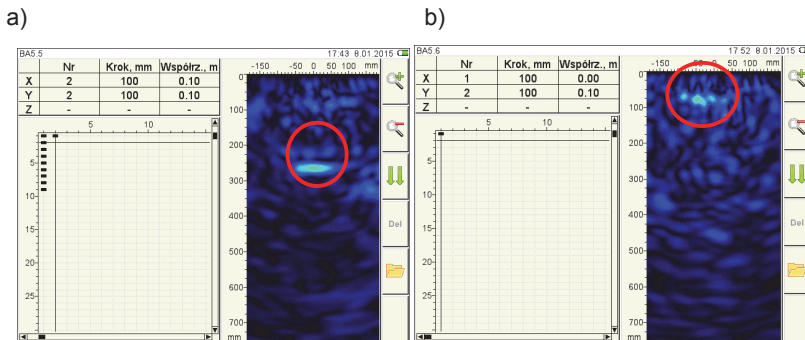 a)
BA5.5 17:43 8.01.2015
Nr Krok, mm Współrz., m
X 2 100 0.10
Y 2 100 0.10
Z - - -
5 10
5
10
15
20
25
-150 -50 0 50 100 mm
0
100
200
300
400
500
600
700
mm
Del
b)
BA5.6 17 52 8.01.2015
Nr Krok, mm Współrz., m
X 1 100 0.00
Y 2 100 0.10
Z - - -
5 10
5
10
15
20
25
-150 50 100 mm
0
100
200
300
400
500
600
700
mm
Del